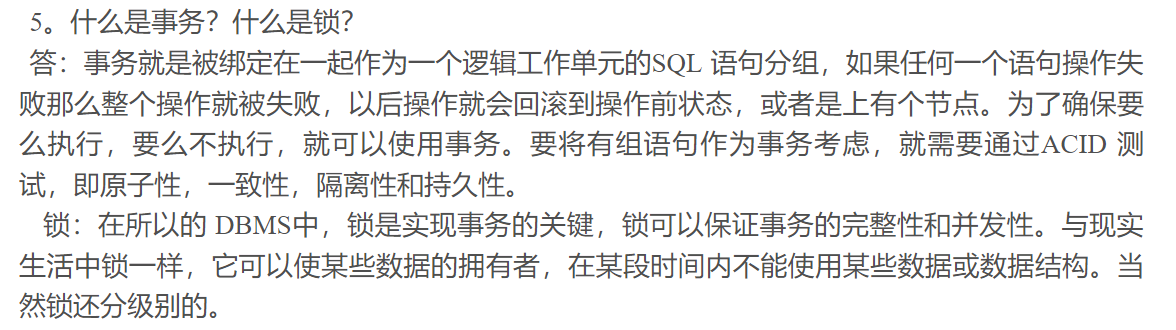 5。什么是事务？什么是锁？
答：事务就是被绑定在一起作为一个逻辑工作单元的SQL 语句分组，如果任何一个语句操作失
败那么整个操作就被失败，以后操作就会回滚到操作前状态，或者是上有个节点。为了确保要
么执行，要么不执行，就可以使用事务。要将有组语句作为事务考虑，就需要通过ACID 测
试，即原子性，一致性，隔离性和持久性。
锁：在所以的 DBMS中，锁是实现事务的关键，锁可以保证事务的完整性和并发性。与现实
生活中锁一样，它可以使某些数据的拥有者，在某段时间内不能使用某些数据或数据结构。当
然锁还分级别的。